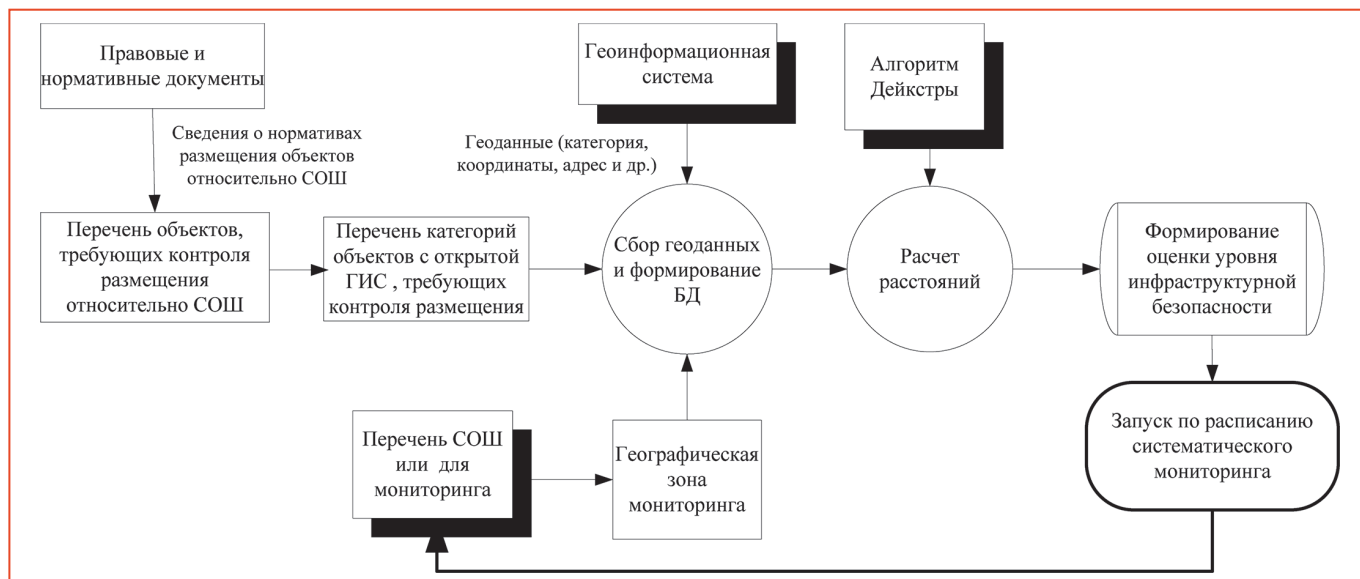 Правовые и
нормативные документы
Сведения о нормативах
размещения объектов
относительно СОШ
Перечень объектов,
требующих контроля
размещения
относительно СОШ
Перечень категорий
объектов с открытой
ГИС , требующих
контроля размещения
Геоинформационная
система
Геоданные (категория,
координаты, адрес и др.)
Сбор геоданных
и формирование
БД
Алгоритм
Дейкстры
Расчет
расстояний
Формирование
оценки уровня
инфраструктурной
безопасности
Перечень СОШ
или для
мониторинга
Географическая
зона
мониторинга
Запуск по расписанию
систематического
мониторинга